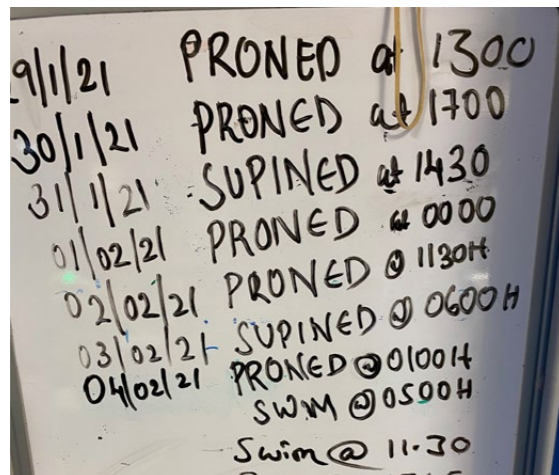 9/1/21 PRONED at 1300
30/1/21 PRONED at 1700
31/1/21 SUPINED at 1430
01/02/21 PRONED at 0000
02/02/21 PRONED @ 1130H
03/02/21 SUPINED @ 0600H
04/02/21 PRONED @ 0100H
SWIM @ 0500H
Swim @ 11.30